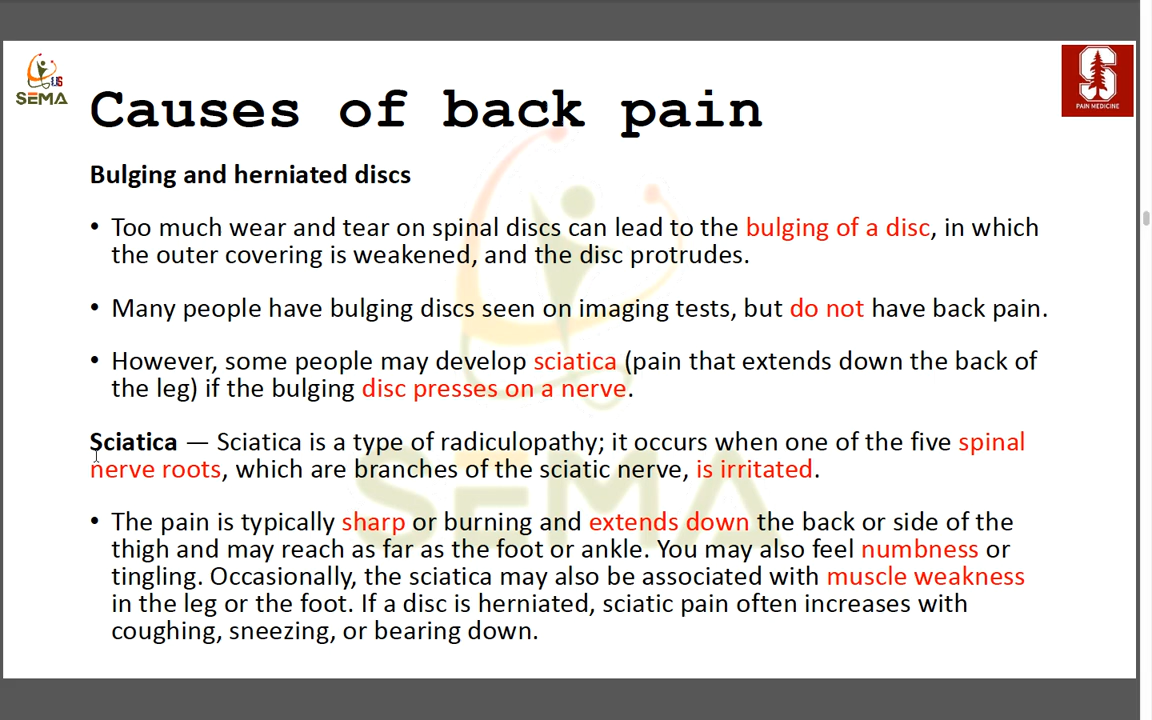 SEMA
US
PAIN MEDICINE
Causes of back pain
Bulging and herniated discs
• Too much wear and tear on spinal discs can lead to the bulging of a disc, in which
the outer covering is weakened, and the disc protrudes.
• Many people have bulging discs seen on imaging tests, but do not have back pain.
• However, some people may develop sciatica (pain that extends down the back of
the leg) if the bulging disc presses on a nerve.
Sciatica — Sciatica is a type of radiculopathy; it occurs when one of the five spinal
nerve roots, which are branches of the sciatic nerve, is irritated.
• The pain is typically sharp or burning and extends down the back or side of the
thigh and may reach as far as the foot or ankle. You may also feel numbness or
tingling. Occasionally, the sciatica may also be associated with muscle weakness
in the leg or the foot. If a disc is herniated, sciatic pain often increases with
coughing, sneezing, or bearing down.
SEMA